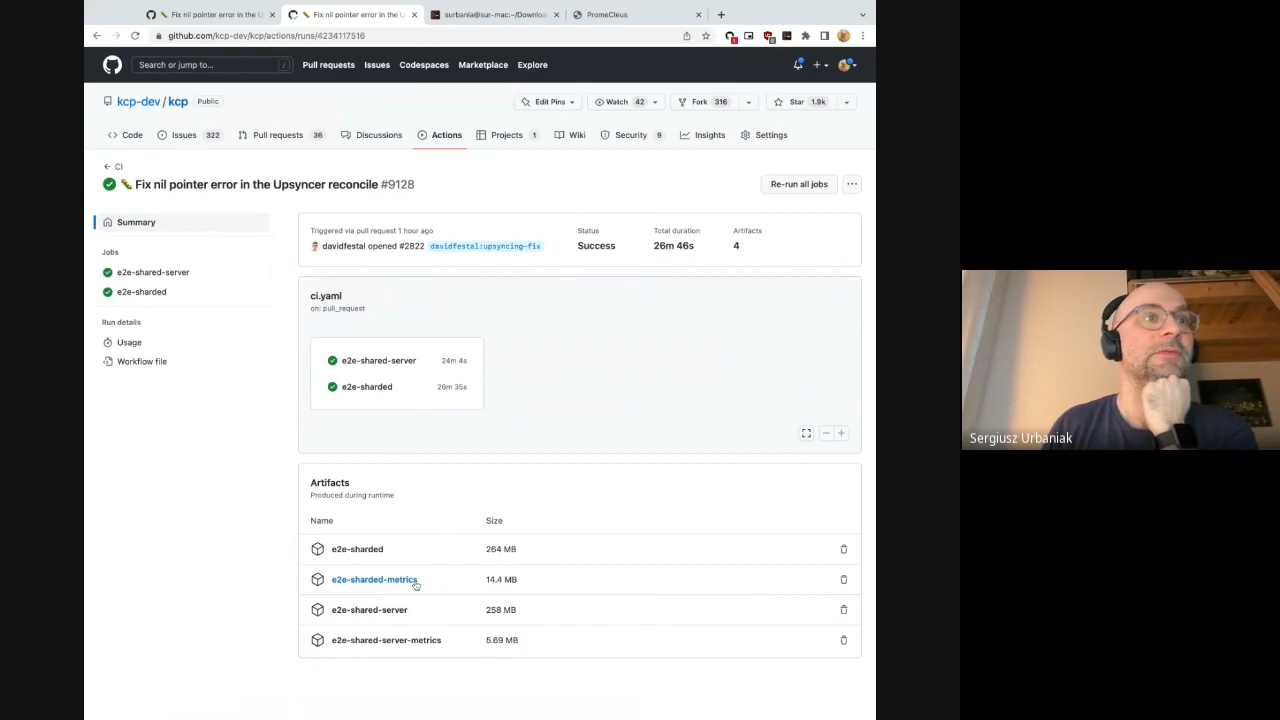 Fix nil pointer error in the U
Fix nil pointer error in the U
surbania@sur-mac:~/Downloa
PromeCIeus
github.com/kcp-dev/kcp/actions/runs/4234117516
Search or jump to...
/
Pull requests
Issues
Codespaces
Marketplace
Explore
kcp-dev / kcp
Public
Edit Pins
Watch 42
Fork 316
Star 1.9k
Code
Issues 322
Pull requests 36
Discussions
Actions
Projects 1
Wiki
Security 9
Insights
Settings
← CI
Fix nil pointer error in the Upsyncer reconcile #9128
Re-run all jobs
Summary
Jobs
e2e-shared-server
e2e-sharded
Run details
Usage
Workflow file
Triggered via pull request 1 hour ago
davidfestal opened #2822 davidfestal:upsyncing-fix
Status
Success
Total duration
26m 46s
Artifacts
4
ci.yaml
on: pull_request
e2e-shared-server 24m 4s
e2e-sharded 26m 35s
Artifacts
Produced during runtime
Name Size
e2e-sharded 264 MB
e2e-sharded-metrics 14.4 MB
e2e-shared-server 258 MB
e2e-shared-server-metrics 5.69 MB
Sergiusz Urbaniak